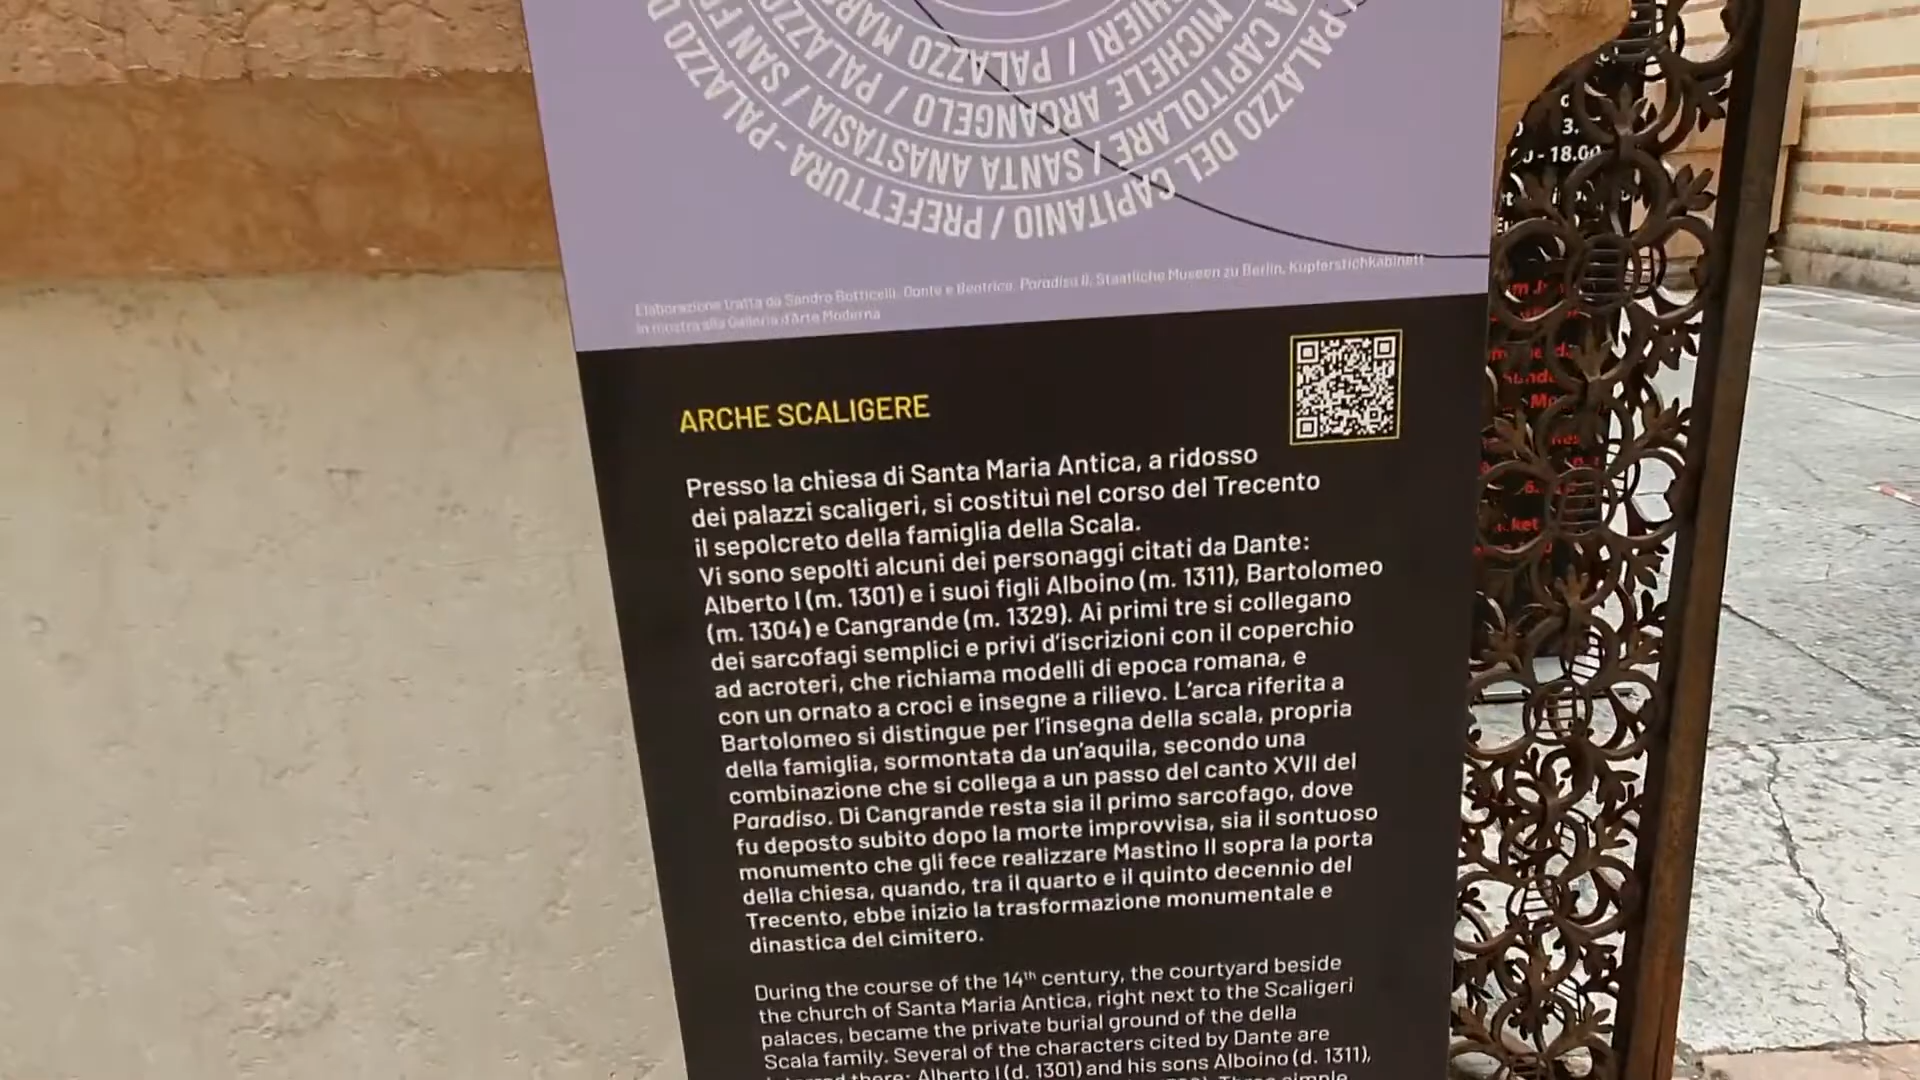 PALAZZO MAR
HIERI / PALAZZO
ARCANGELO / PALAZZO
MICHELE
SANTA ANASTASIA / SAN F
A CAPITOLARE /
PREFETTURA - PALAZZO D
PALAZZO DEL CAPITANIO /
Elaborazione tratta da Sandro Botticelli, Dante e Beatrice, Paradiso II, Staatliche Museen zu Berlin, Kupferstichkabinett
in mostra alla Galleria d'Arte Moderna
ARCHE SCALIGERE
Presso la chiesa di Santa Maria Antica, a ridosso
dei palazzi scaligeri, si costituì nel corso del Trecento
il sepolcreto della famiglia della Scala.
Vi sono sepolti alcuni dei personaggi citati da Dante:
Alberto I (m. 1301) e i suoi figli Alboino (m. 1311), Bartolomeo
(m. 1304) e Cangrande (m. 1329). Ai primi tre si collegano
dei sarcofagi semplici e privi d'iscrizioni con il coperchio
ad acroteri, che richiama modelli di epoca romana, e
con un ornato a croci e insegne a rilievo. L'arca riferita a
Bartolomeo si distingue per l'insegna della scala, propria
della famiglia, sormontata da un'aquila, secondo una
combinazione che si collega a un passo del canto XVII del
Paradiso. Di Cangrande resta sia il primo sarcofago, dove
fu deposto subito dopo la morte improvvisa, sia il sontuoso
monumento che gli fece realizzare Mastino II sopra la porta
della chiesa, quando, tra il quarto e il quinto decennio del
Trecento, ebbe inizio la trasformazione monumentale e
dinastica del cimitero.
During the course of the 14th century, the courtyard beside
the church of Santa Maria Antica, right next to the Scaligeri
palaces, became the private burial ground of the della
Scala family. Several of the characters cited by Dante are
there: Alberto I (d. 1301) and his sons Alboino (d. 1311),
- 18.00